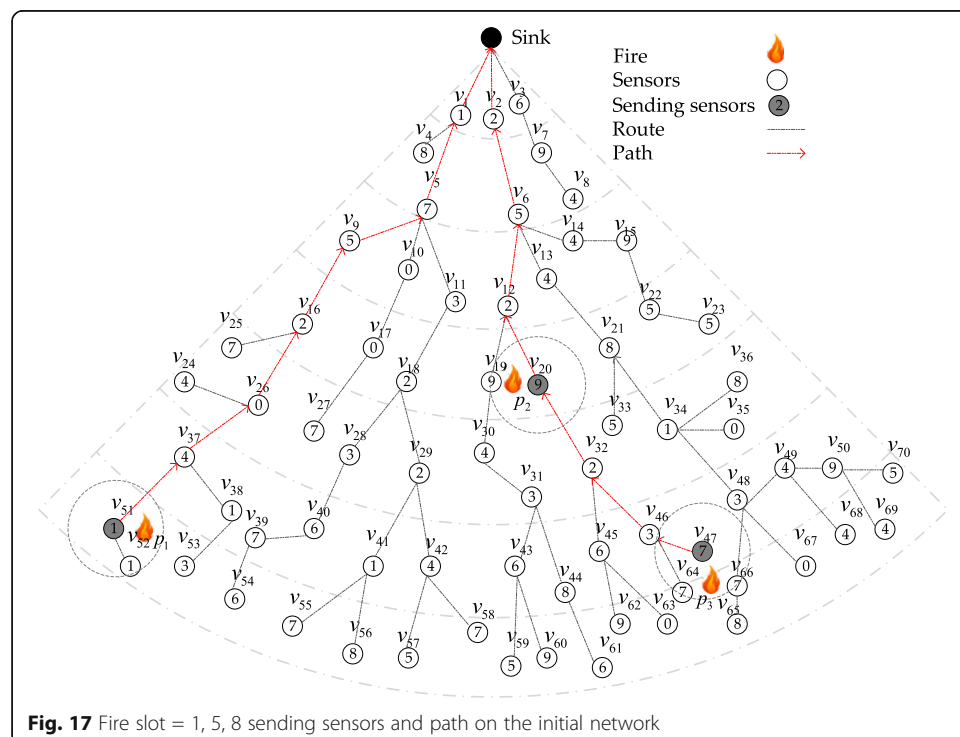 Sink
Fire
Sensors
Sending sensors 2
Route
Path
v1 v2 v3
1 2 6
v4 v7
8 9
v5 v6 v8
7 5 4
v9 v14 v15
5 4 9
v10 v13
0 4
v11 v12 v22 v23
3 2 5 5
v25 v16 v17 v21
7 2 0 8
v24 v26 v18 v19 v20 v36
4 0 2 9 9 8
p2
v27 v33 v34 v35
7 5 1 0
v37 v28 v29 v30 v32 v49 v50 v70
4 3 2 4 2 4 9 5
v51 v38 v31 v48
1 1 3 3
v52 p1 v53 v39 v40 v46 v47 v68 v69
1 3 7 6 3 7 4 4
v54 v41 v42 v43 v44 v45 v64 v66 v67
6 1 4 6 8 6 7 7 0
p3
v55 v56 v57 v58 v59 v60 v61 v62 v63 v65
7 8 5 7 5 9 6 9 0 8
Fig. 17 Fire slot = 1, 5, 8 sending sensors and path on the initial network